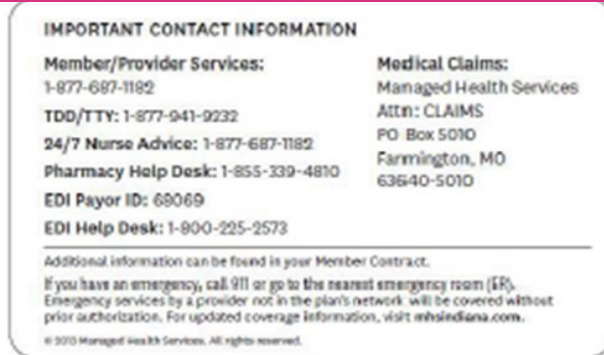 IMPORTANT CONTACT INFORMATION
Member/Provider Services:
1-877-687-1182
TDD/TTY: 1-877-941-9232
24/7 Nurse Advice: 1-877-687-1182
Pharmacy Help Desk: 1-855-339-4810
EDI Payor ID: 68069
EDI Help Desk: 1-800-225-2573
Medical Claims:
Managed Health Services
Attn: CLAIMS
PO Box 5010
Farmington, MO
63640-5010
Additional information can be found in your Member Contract.
If you have an emergency, call 911 or go to the nearest emergency room (ER).
Emergency services by a provider not in the plan's network will be covered without
prior authorization. For updated coverage information, visit mhsindiana.com.
© 2013 Managed Health Services. All rights reserved.